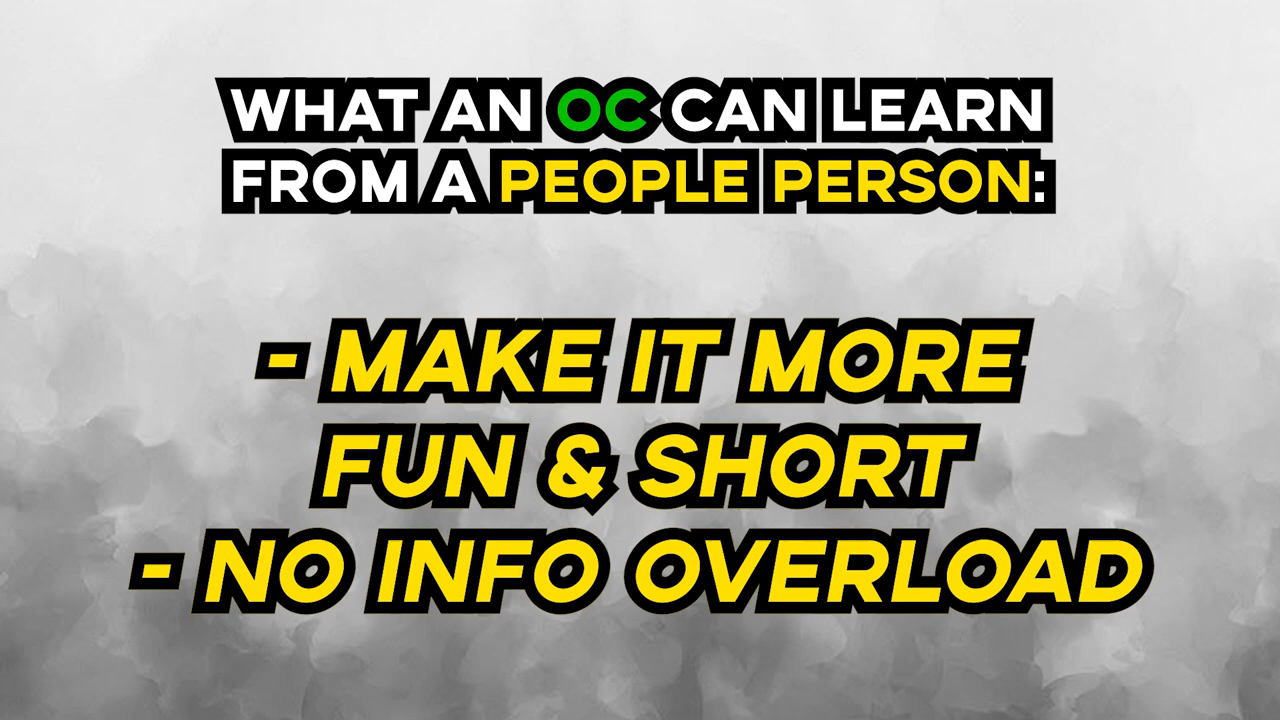 WHAT AN OC CAN LEARN
FROM A PEOPLE PERSON:
- MAKE IT MORE
FUN & SHORT
- NO INFO OVERLOAD